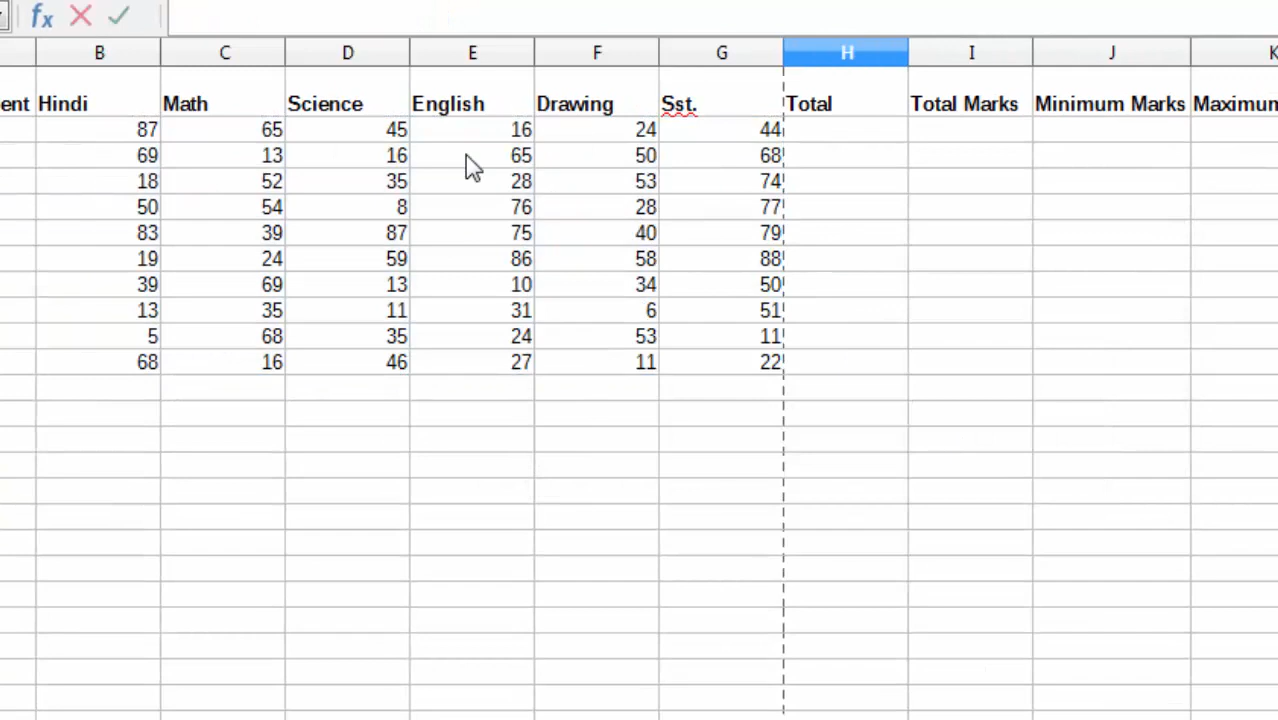 fx
B C D E F G H I J K
ent Hindi Math Science English Drawing Sst. Total Total Marks Minimum Marks Maximum
87 65 45 16 24 44
69 13 16 65 50 68
18 52 35 28 53 74
50 54 8 76 28 77
83 39 87 75 40 79
19 24 59 86 58 88
39 69 13 10 34 50
13 35 11 31 6 51
5 68 35 24 53 11
68 16 46 27 11 22